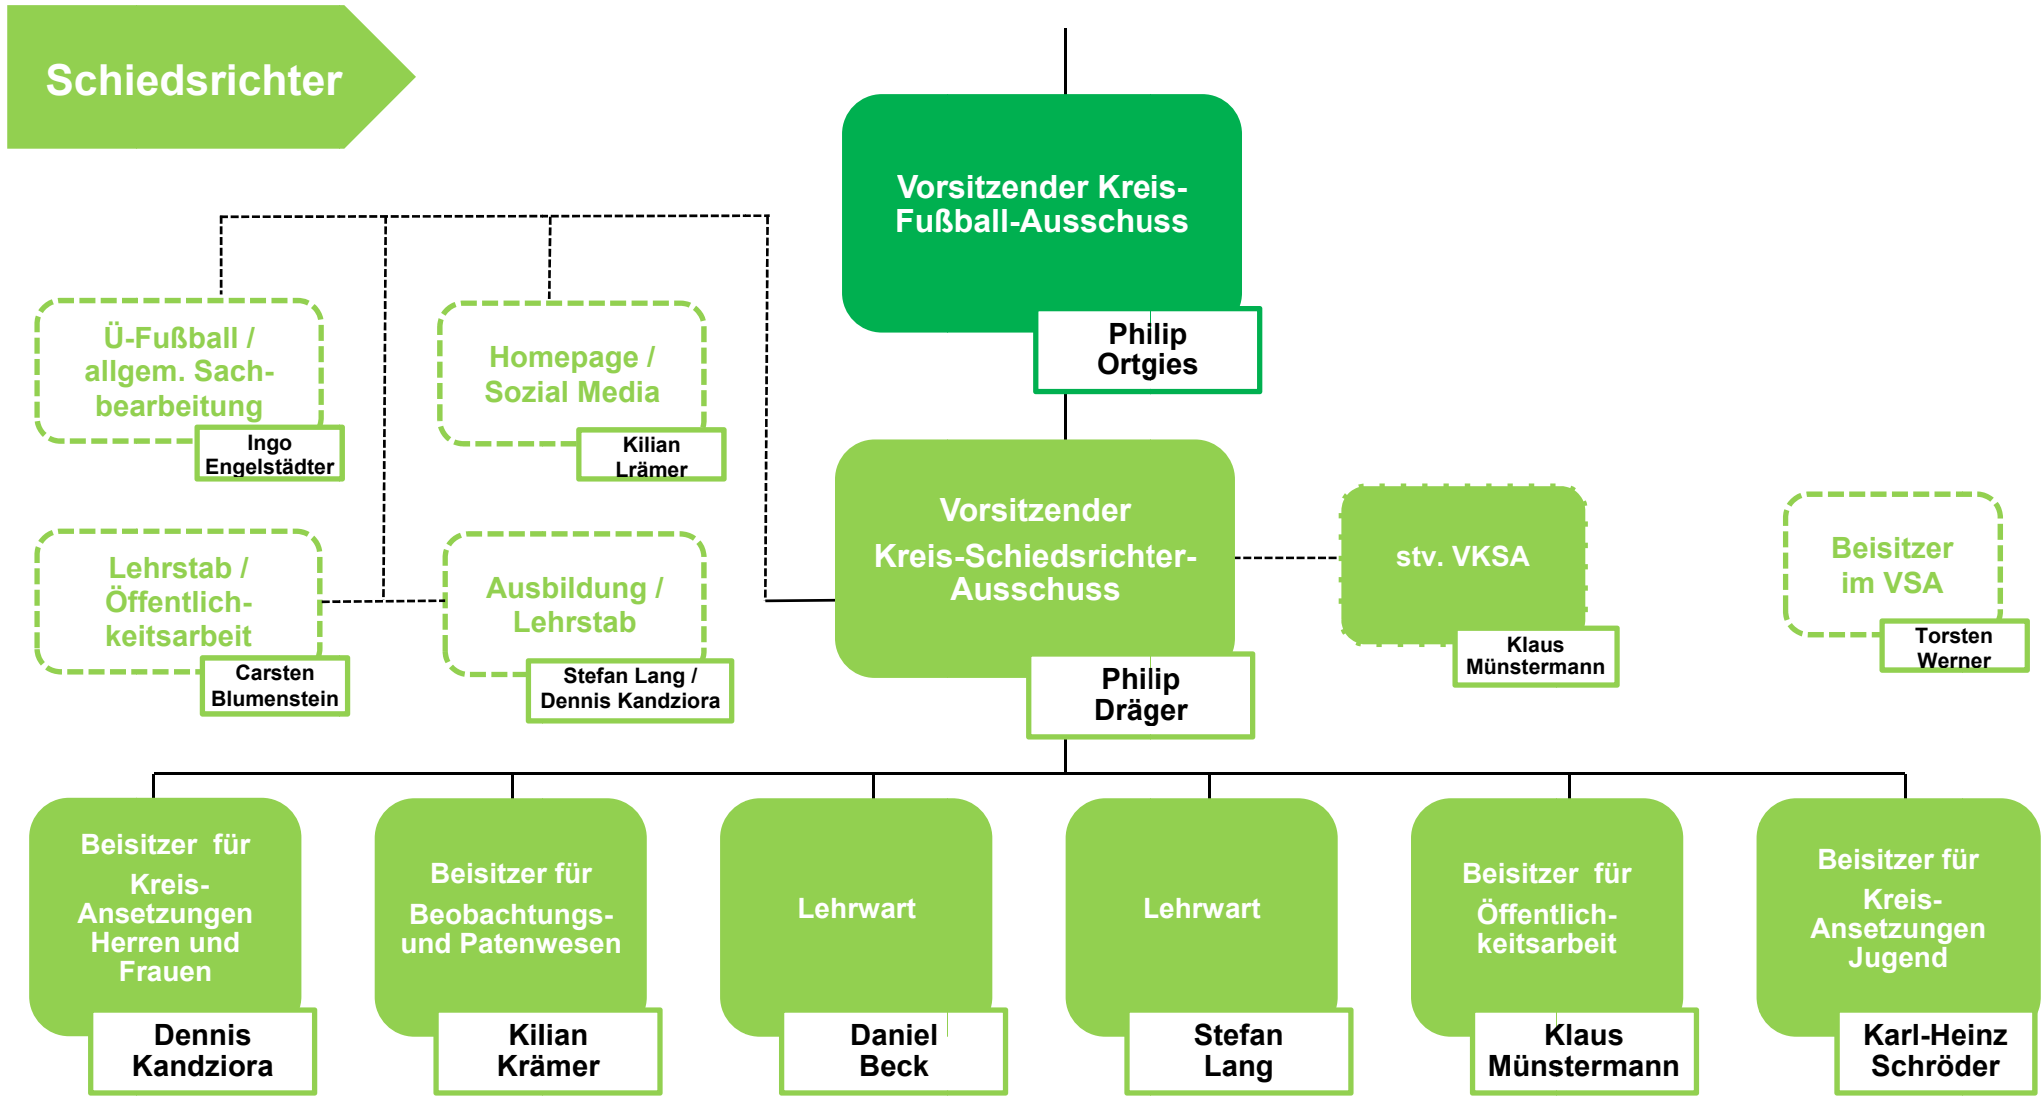 Schiedsrichter
Vorsitzender Kreis-
Fußball-Ausschuss
Philip
Ortgies
Ü-Fußball /
allgem. Sach-
bearbeitung
Ingo
Engelstädter
Homepage /
Sozial Media
Kilian
Lrämer
Lehrstab /
Öffentlich-
keitsarbeit
Carsten
Blumenstein
Ausbildung /
Lehrstab
Stefan Lang /
Dennis Kandziora
Vorsitzender
Kreis-Schiedsrichter-
Ausschuss
Philip
Dräger
stv. VKSA
Klaus
Münstermann
Beisitzer
im VSA
Torsten
Werner
Beisitzer für
Kreis-
Ansetzungen
Herren und
Frauen
Dennis
Kandziora
Beisitzer für
Beobachtungs-
und Patenwesen
Kilian
Krämer
Lehrwart
Daniel
Beck
Lehrwart
Stefan
Lang
Beisitzer für
Öffentlich-
keitsarbeit
Klaus
Münstermann
Beisitzer für
Kreis-
Ansetzungen
Jugend
Karl-Heinz
Schröder